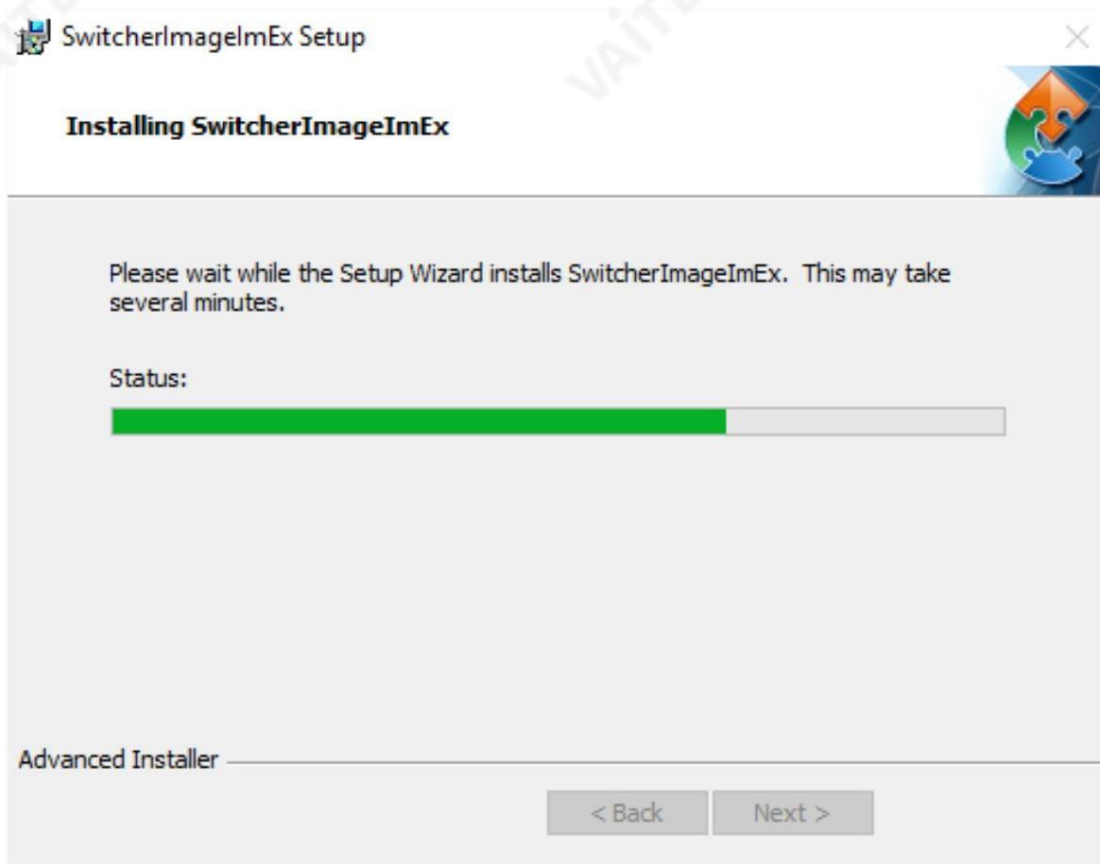 SwitcherImageImEx Setup
Installing SwitcherImageImEx
Please wait while the Setup Wizard installs SwitcherImageImEx.  This may take
several minutes.
Status:
Advanced Installer
< Back
Next >